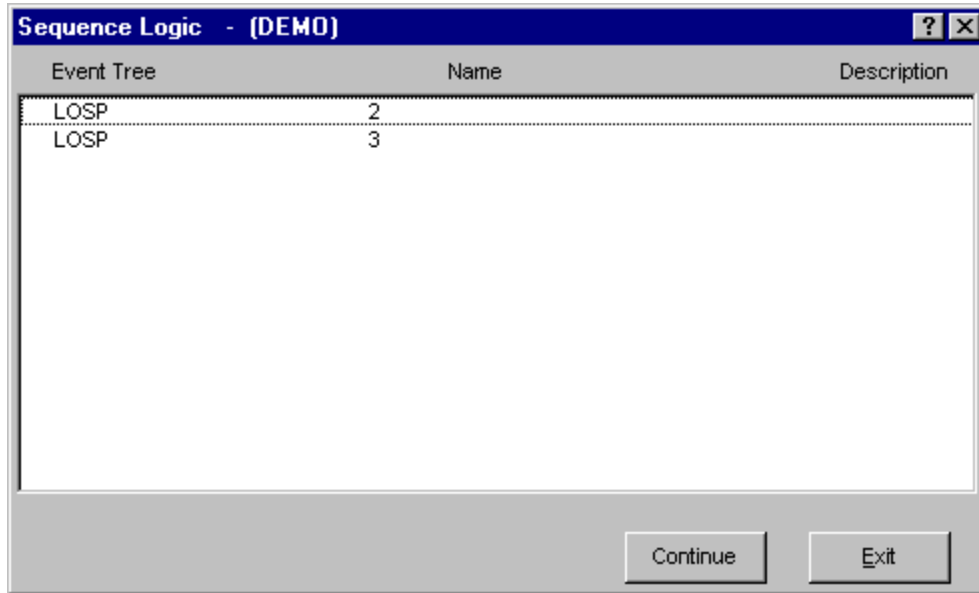 Sequence Logic - (DEMO) ? X
Event Tree Name Description
LOSP 2
LOSP 3
Continue Exit